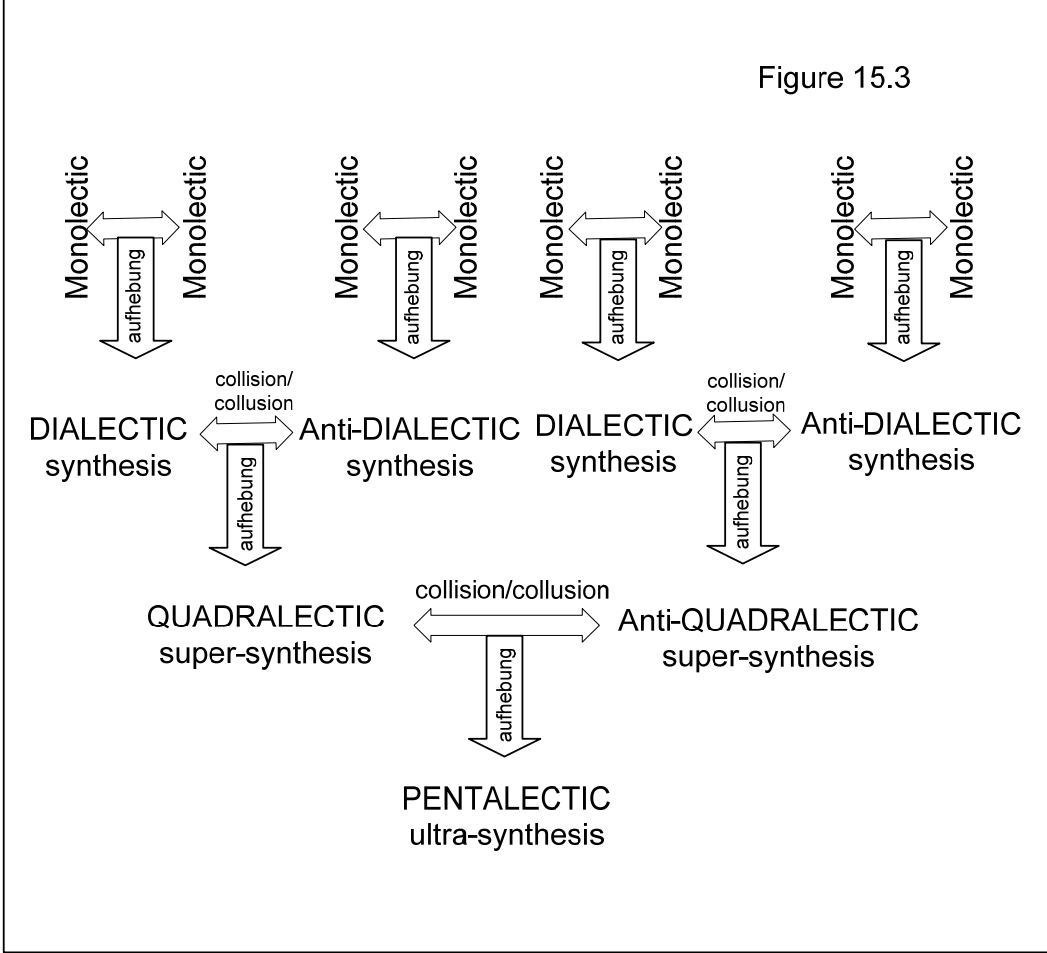 Figure 15.3
Monolectic
Monolectic
Monolectic
Monolectic
Monolectic
Monolectic
Monolectic
Monolectic
aufhebung
aufhebung
aufhebung
aufhebung
collision/
collusion
collision/
collusion
DIALECTIC
synthesis
Anti-DIALECTIC
synthesis
DIALECTIC
synthesis
Anti-DIALECTIC
synthesis
aufhebung
aufhebung
QUADRALECTIC
super-synthesis
collision/collusion
Anti-QUADRALECTIC
super-synthesis
aufhebung
PENTALECTIC
ultra-synthesis